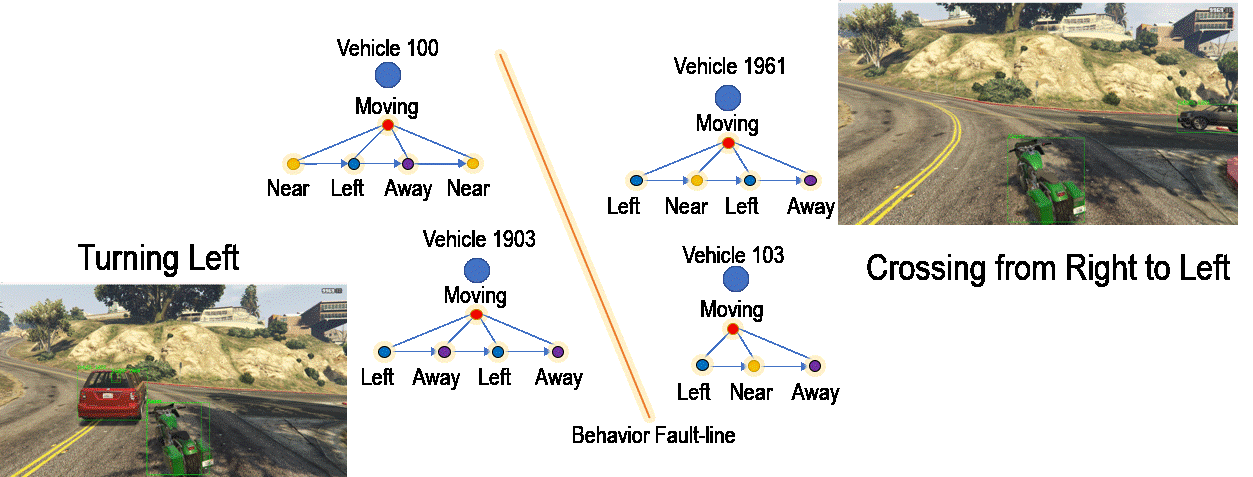 Vehicle 100
Moving
Near Left Away Near
Vehicle 1903
Moving
Left Away Left Away
Turning Left
Vehicle 1961
Moving
Left Near Left Away
Vehicle 103
Moving
Left Near Away
Crossing from Right to Left
Behavior Fault-line